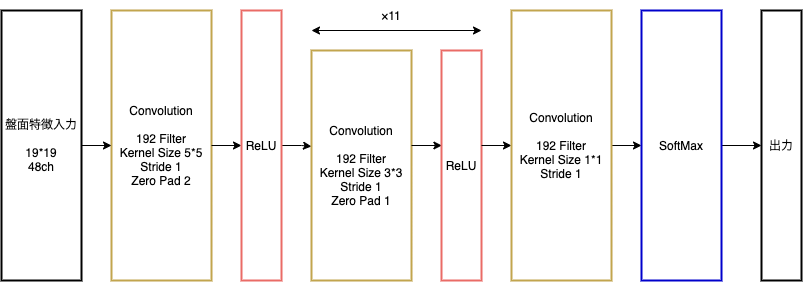 ×11
盤面特徴入力
19*19
48ch
Convolution
192 Filter
Kernel Size 5*5
Stride 1
Zero Pad 2
ReLU
Convolution
192 Filter
Kernel Size 3*3
Stride 1
Zero Pad 1
ReLU
Convolution
192 Filter
Kernel Size 1*1
Stride 1
SoftMax
出力